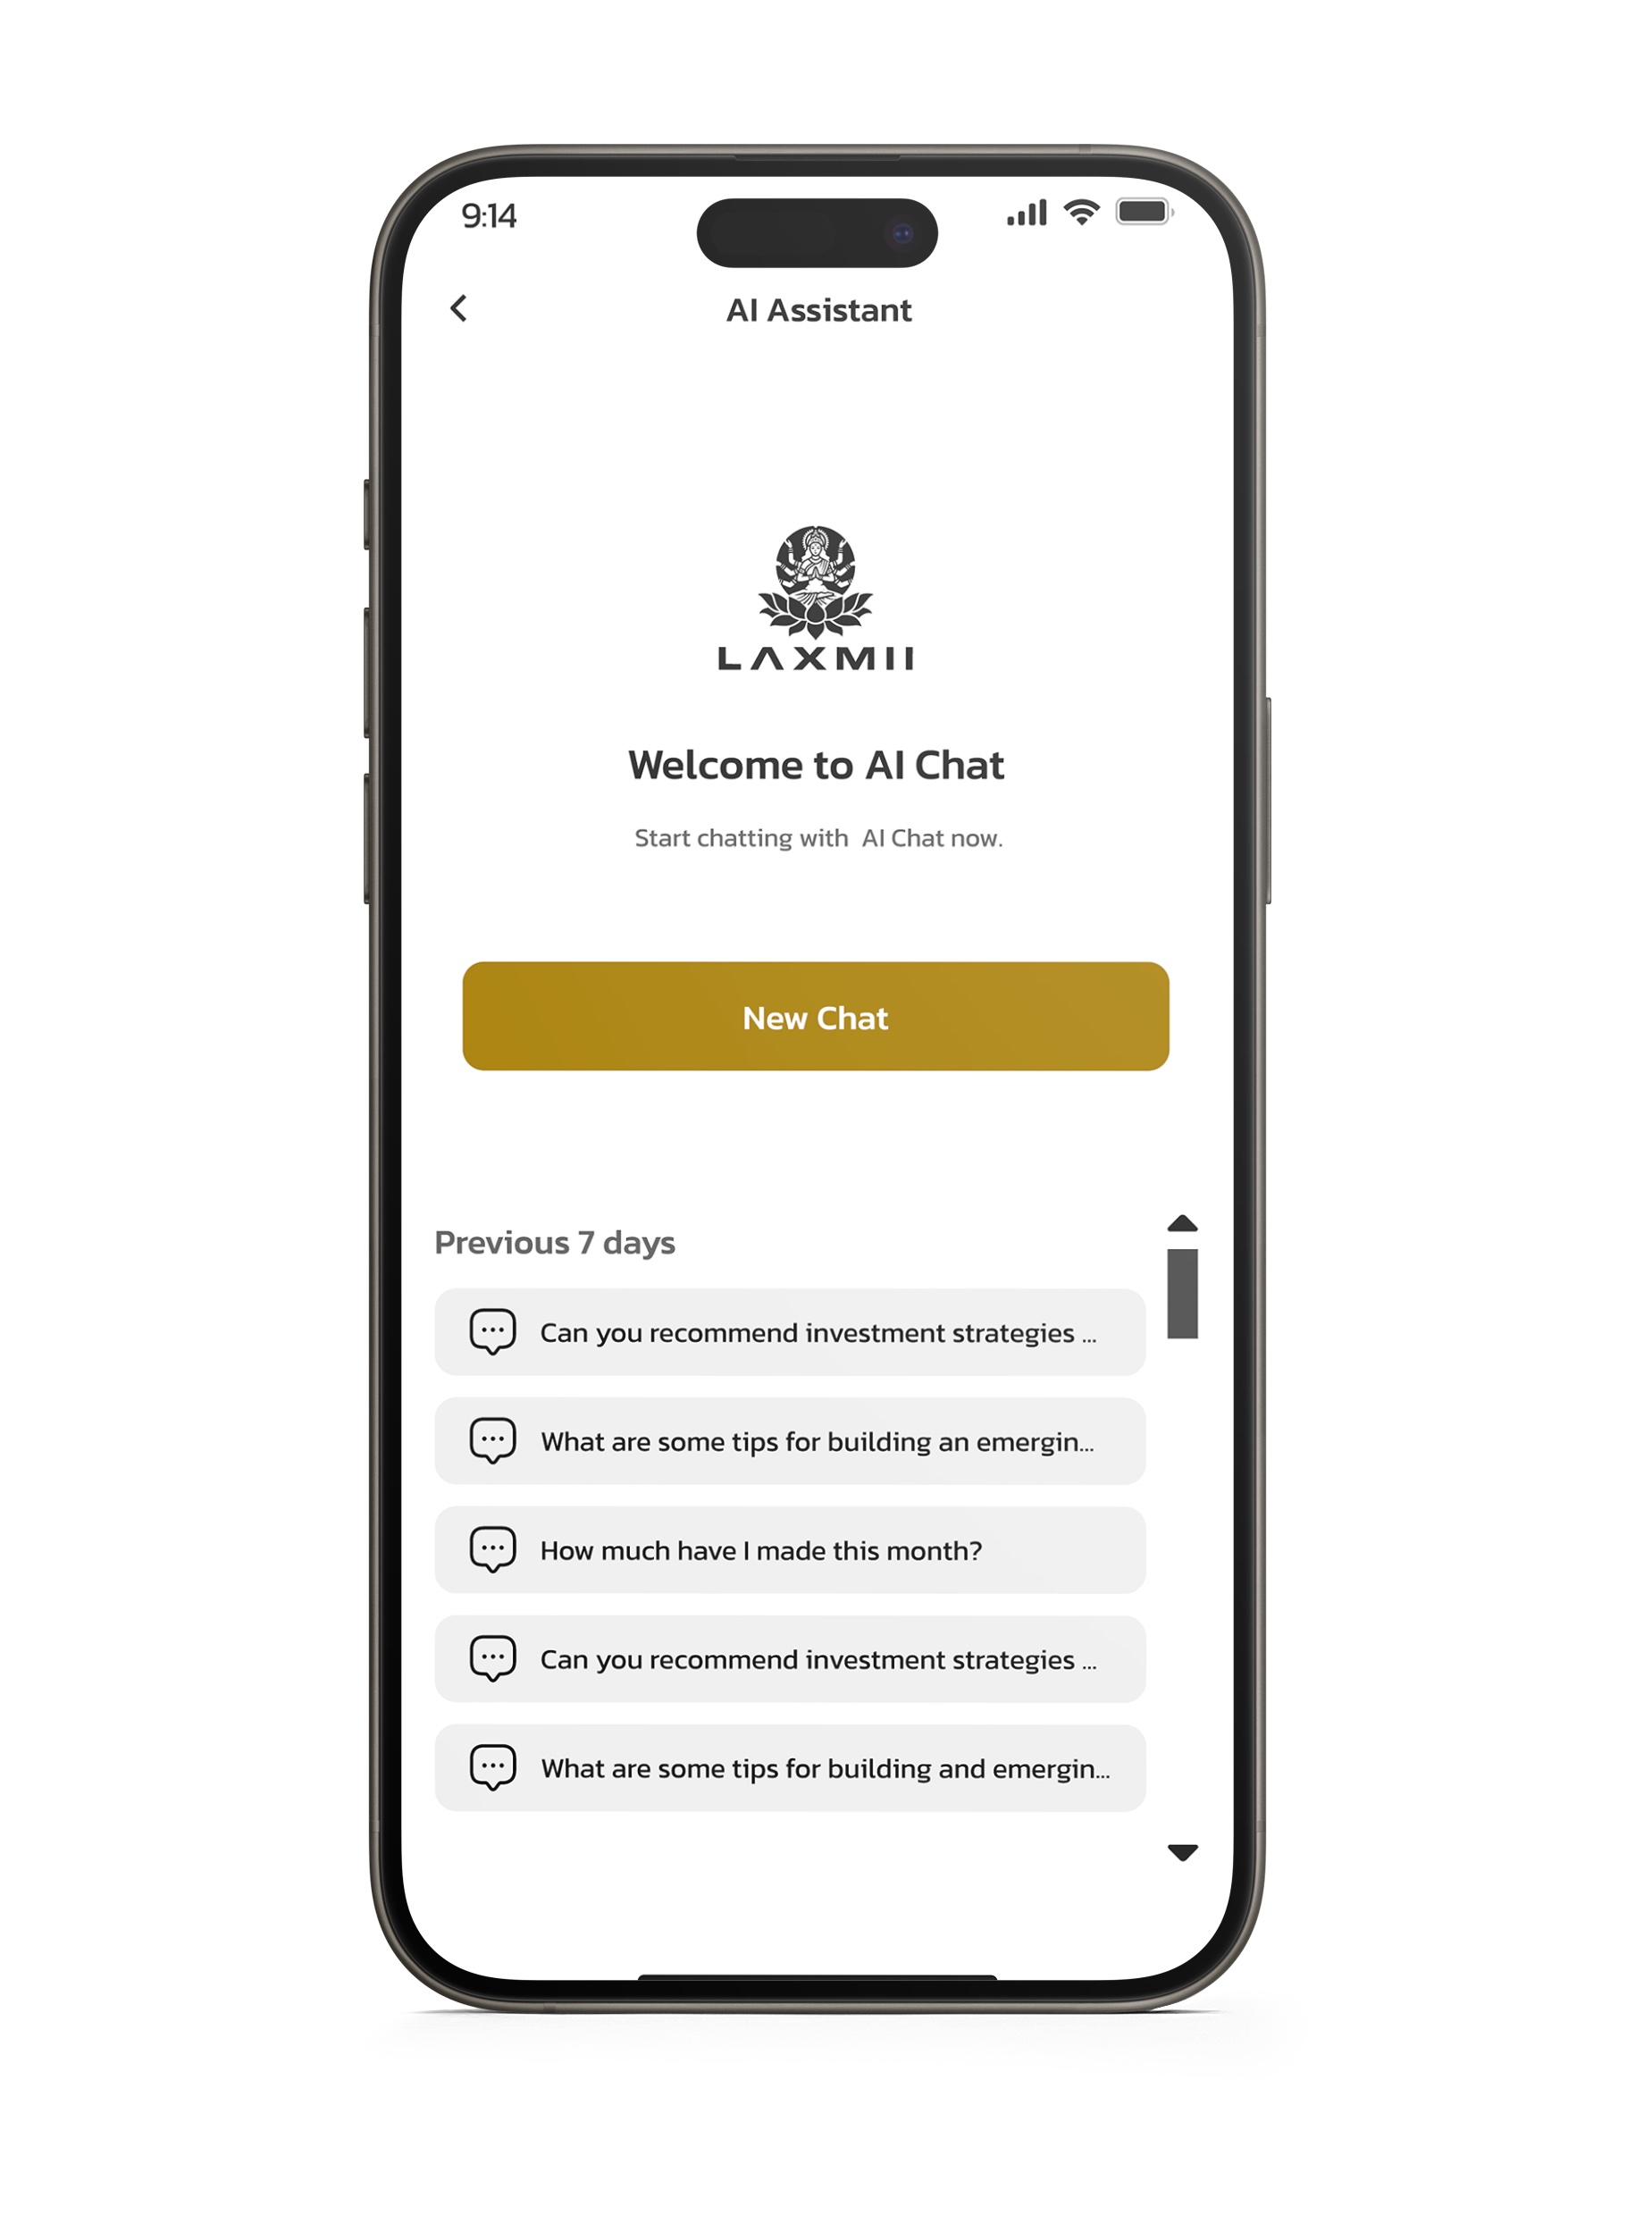 9:14
AI Assistant
LAXMII
Welcome to AI Chat
Start chatting with  AI Chat now.
New Chat
Previous 7 days
Can you recommend investment strategies ...
What are some tips for building an emergin...
How much have I made this month?
Can you recommend investment strategies ...
What are some tips for building and emergin...